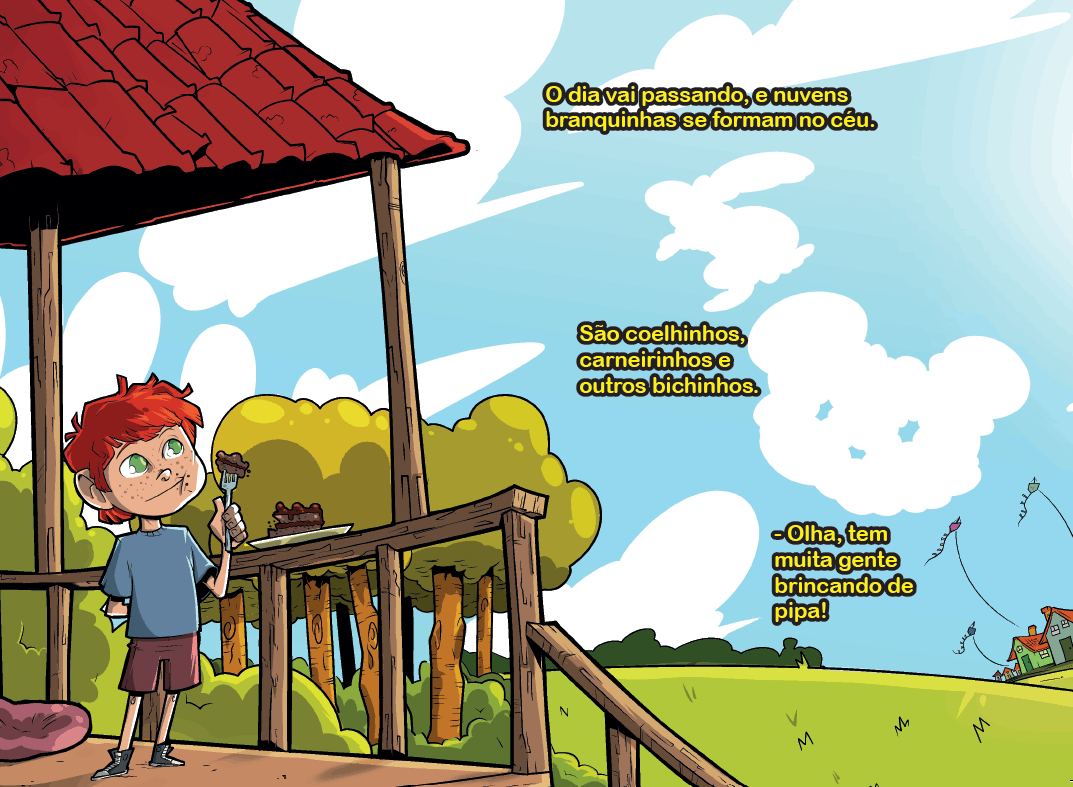 O dia vai passando, e nuvens
branquinhas se formam no céu.
São coelhinhos,
carneirinhos e
outros bichinhos.
- Olha, tem
muita gente
brincando de
pipa!